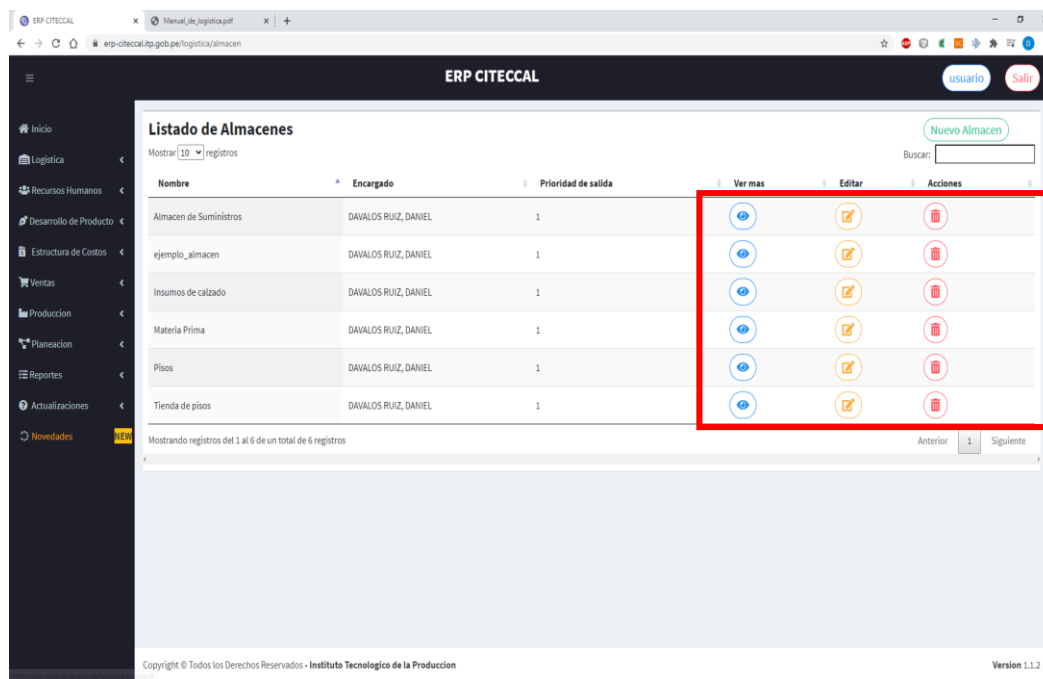 ERP CITECCAL
Manual_de_logistica.pdf
erp-citeccal.itp.gob.pe/logistica/almacen
ERP CITECCAL
usuario
Salir
Inicio
Logistica
Recursos Humanos
Desarrollo de Producto
Estructura de Costos
Ventas
Produccion
Planeacion
Reportes
Actualizaciones
Novedades NEW
Listado de Almacenes
Nuevo Almacen
Mostrar 10 registros
Buscar:
Nombre Encargado Prioridad de salida Ver mas Editar Acciones
Almacen de Suministros DAVALOS RUIZ, DANIEL 1
ejemplo_almacen DAVALOS RUIZ, DANIEL 1
Insumos de calzado DAVALOS RUIZ, DANIEL 1
Materia Prima DAVALOS RUIZ, DANIEL 1
Pisos DAVALOS RUIZ, DANIEL 1
Tienda de pisos DAVALOS RUIZ, DANIEL 1
Mostrando registros del 1 al 6 de un total de 6 registros
Anterior 1 Siguiente
Copyright © Todos los Derechos Reservados - Instituto Tecnologico de la Produccion
Version 1.1.2